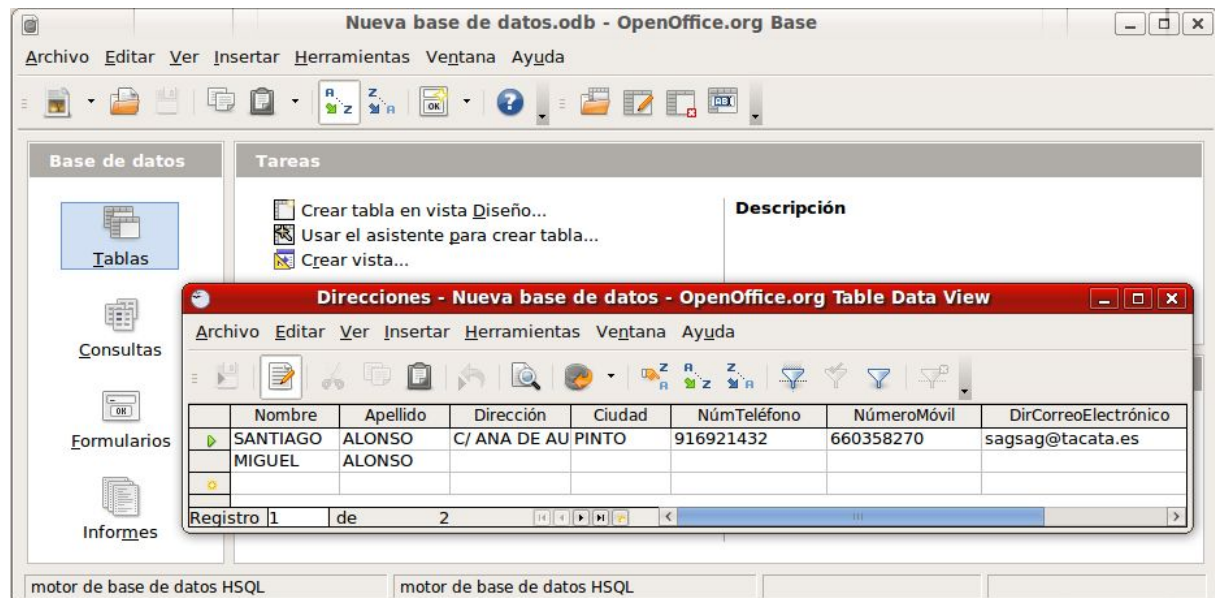 Nueva base de datos.odb - OpenOffice.org Base
Archivo Editar Ver Insertar Herramientas Ventana Ayuda
Base de datos
Tareas
Crear tabla en vista Diseño...
Usar el asistente para crear tabla...
Crear vista...
Descripción
Tablas
Consultas
Formularios
Informes
Direcciones - Nueva base de datos - OpenOffice.org Table Data View
Archivo Editar Ver Insertar Herramientas Ventana Ayuda
Nombre Apellido Dirección Ciudad NúmTeléfono NúmeroMóvil DirCorreoElectrónico
SANTIAGO ALONSO C/ ANA DE AU PINTO 916921432 660358270 sagsag@tacata.es
MIGUEL ALONSO
Registro 1 de 2
motor de base de datos HSQL motor de base de datos HSQL